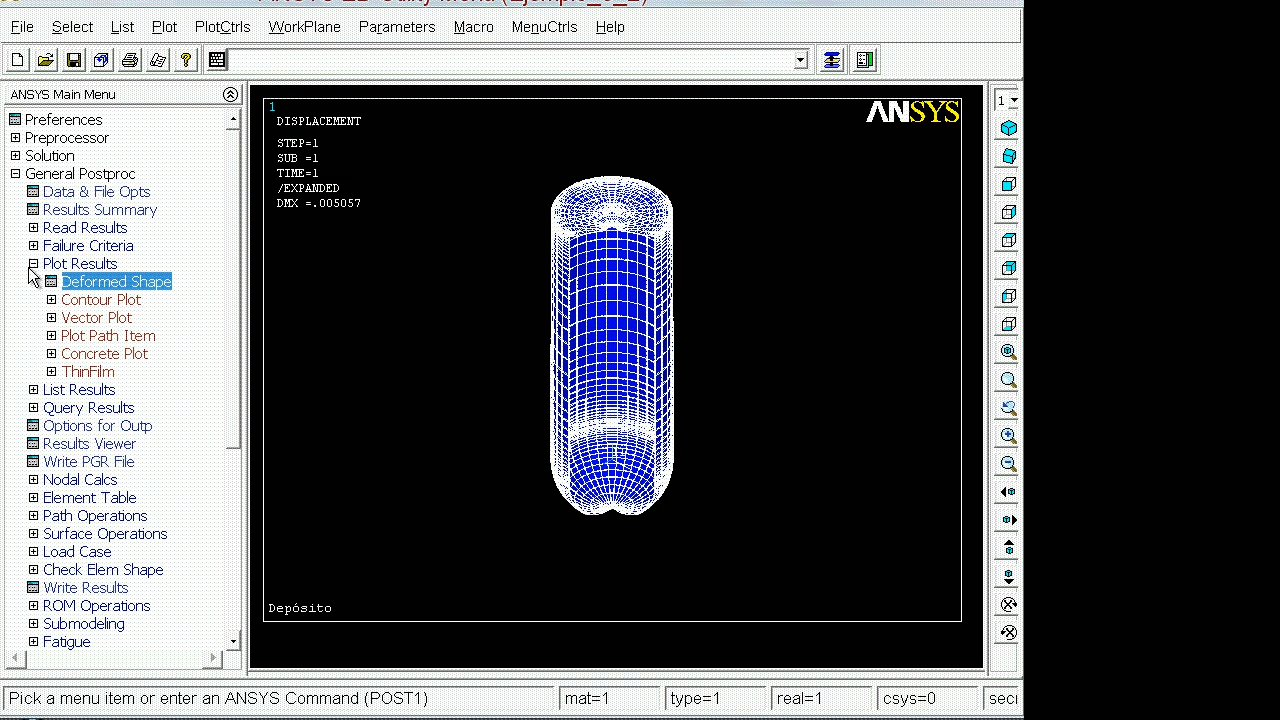 File Select List Plot PlotCtrls WorkPlane Parameters Macro MenuCtrls Help
ANSYS Main Menu
Preferences
Preprocessor
Solution
General Postproc
Data & File Opts
Results Summary
Read Results
Failure Criteria
Plot Results
Deformed Shape
Contour Plot
Vector Plot
Plot Path Item
Concrete Plot
ThinFilm
List Results
Query Results
Options for Outp
Results Viewer
Write PGR File
Nodal Calcs
Element Table
Path Operations
Surface Operations
Load Case
Check Elem Shape
Write Results
ROM Operations
Submodeling
Fatigue
1
DISPLACEMENT
STEP=1
SUB =1
TIME=1
/EXPANDED
DMX =.005057
ANSYS
Depósito
1
Pick a menu item or enter an ANSYS Command (POST1) mat=1 type=1 real=1 csys=0